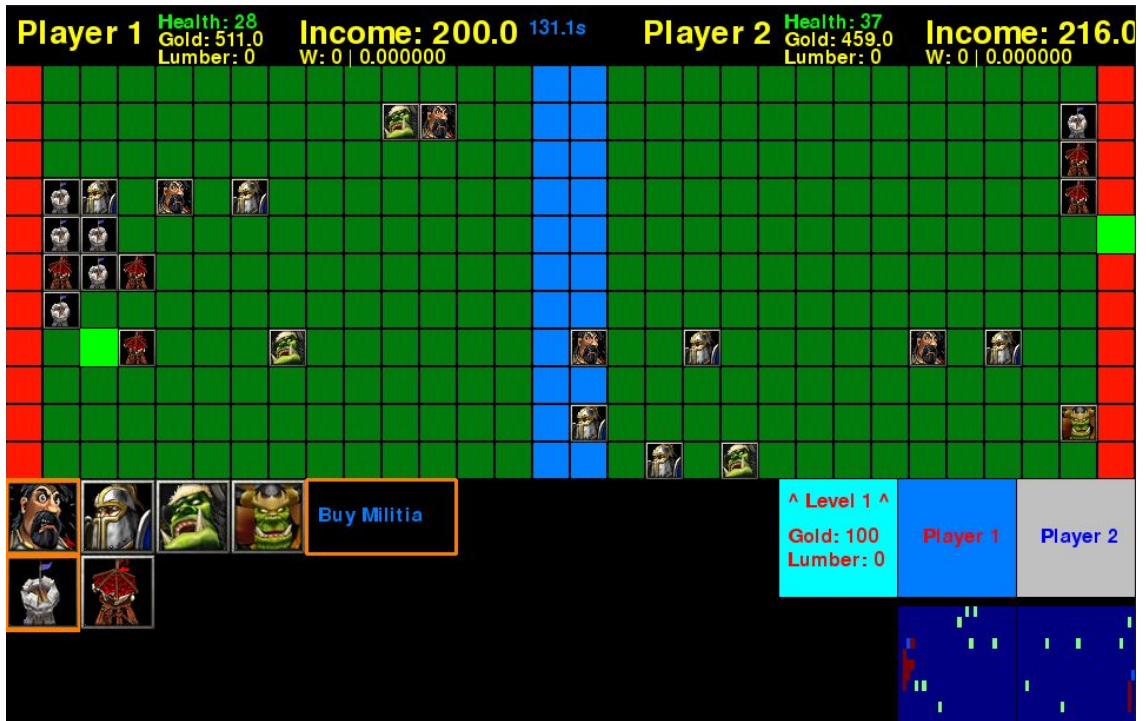 Player 1
Health: 28
Gold: 511.0
Lumber: 0
Income: 200.0
W: 0 | 0.000000
131.1s
Player 2
Health: 37
Gold: 459.0
Lumber: 0
Income: 216.0
W: 0 | 0.000000
Buy Militia
^ Level 1 ^
Gold: 100
Lumber: 0
Player 1
Player 2